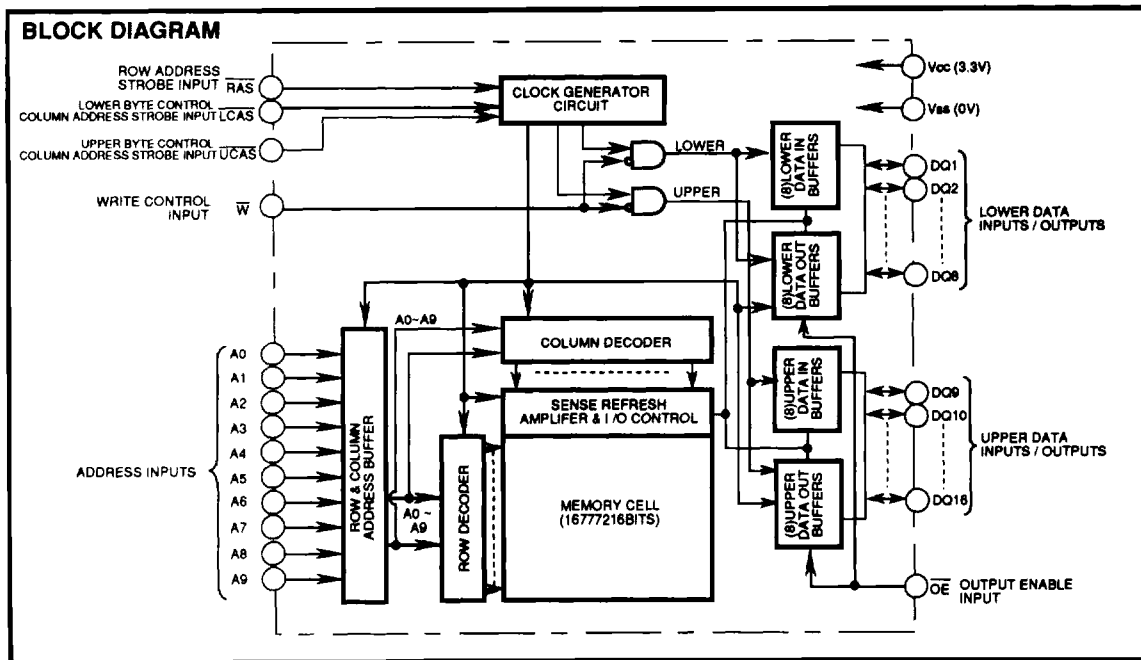 BLOCK DIAGRAM
ROW ADDRESS
STROBE INPUT RAS
LOWER BYTE CONTROL
COLUMN ADDRESS STROBE INPUT LCAS
UPPER BYTE CONTROL
COLUMN ADDRESS STROBE INPUT UCAS
WRITE CONTROL
INPUT W
CLOCK GENERATOR
CIRCUIT
LOWER
UPPER
Vcc (3.3V)
Vss (0V)
(8)LOWER
DATA IN
BUFFERS
(8)LOWER
DATA OUT
BUFFERS
DQ1
DQ2
DQ8
LOWER DATA
INPUTS / OUTPUTS
A0~A9
COLUMN DECODER
SENSE REFRESH
AMPLIFER & I /O CONTROL
MEMORY CELL
(16777216BITS)
ADDRESS INPUTS
A0
A1
A2
A3
A4
A5
A6
A7
A8
A9
ROW & COLUMN
ADDRESS BUFFER
A0 ~
A9
ROW DECODER
(8)UPPER
DATA IN
BUFFERS
(8)UPPER
DATA OUT
BUFFERS
DQ9
DQ10
DQ16
UPPER DATA
INPUTS / OUTPUTS
OE OUTPUT ENABLE
INPUT